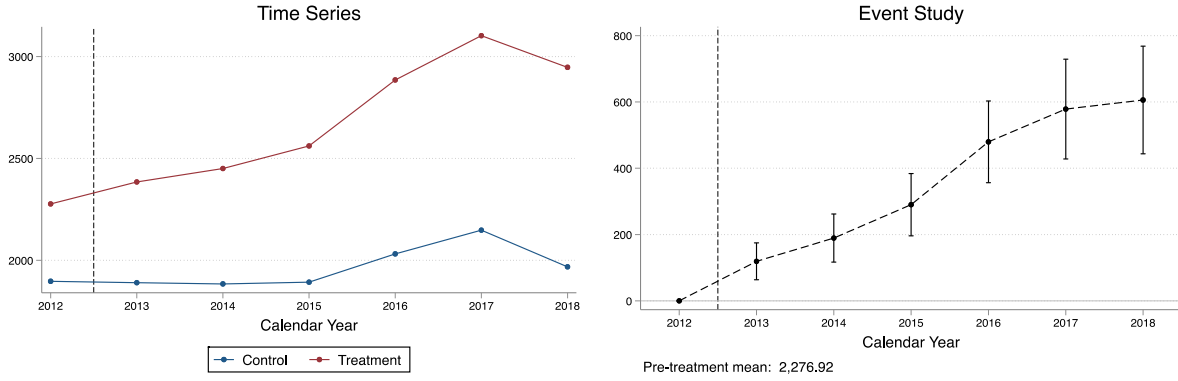 Time Series
3000
2500
2000
2012 2013 2014 2015 2016 2017 2018
Calendar Year
Control Treatment
Event Study
800
600
400
200
0
2012 2013 2014 2015 2016 2017 2018
Calendar Year
Pre-treatment mean: 2,276.92